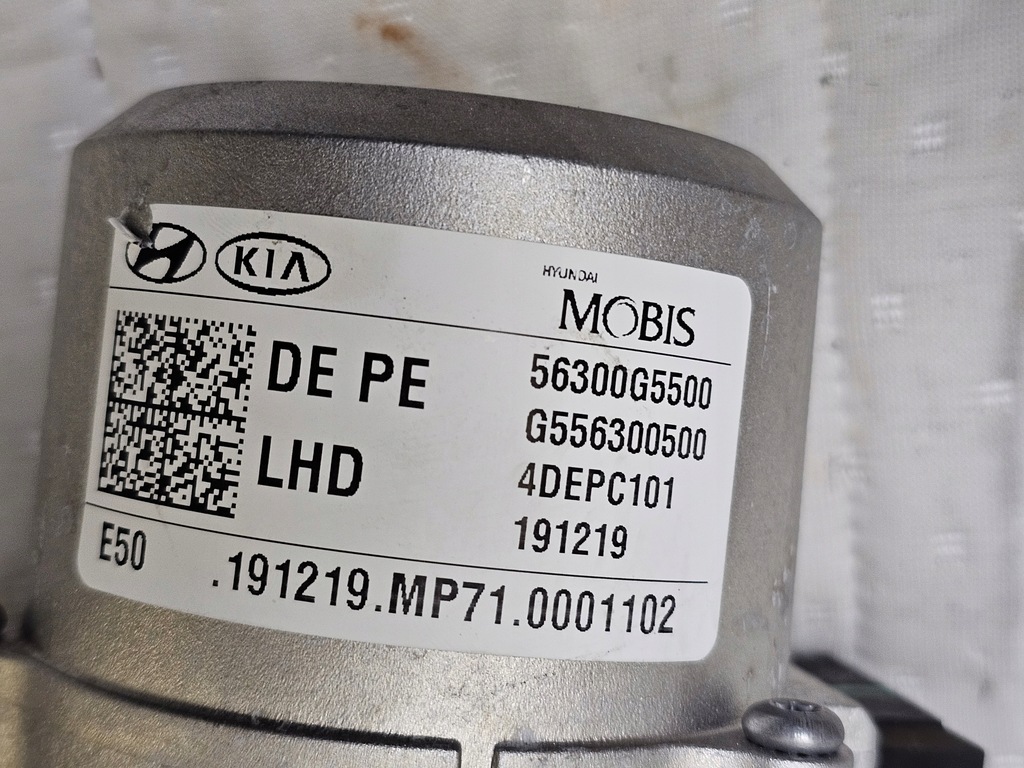 KIA
HYUNDAI
MOBIS
DE PE
LHD
56300G5500
G556300500
4DEPC101
191219
E50
.191219.MP71.0001102